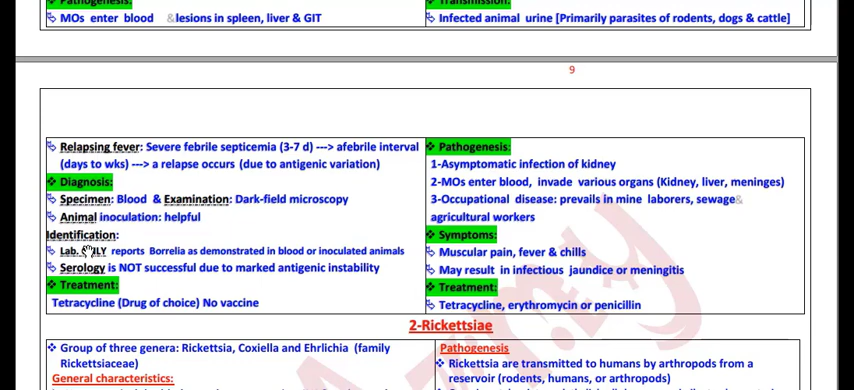 ❖ Pathogenesis:
MOs enter blood & lesions in spleen, liver & GIT
❖ Transmission:
Infected animal urine [Primarily parasites of rodents, dogs & cattle]
9
Relapsing fever: Severe febrile septicemia (3-7 d) ---> afebrile interval
(days to wks) ---> a relapse occurs (due to antigenic variation)
❖ Diagnosis:
Specimen: Blood & Examination: Dark-field microscopy
Animal inoculation: helpful
Identification:
Lab. reports Borrelia as demonstrated in blood or inoculated animals
Serology is NOT successful due to marked antigenic instability
❖ Treatment:
Tetracycline (Drug of choice) No vaccine
❖ Pathogenesis:
1-Asymptomatic infection of kidney
2-MOs enter blood, invade various organs (Kidney, liver, meninges)
3-Occupational disease: prevails in mine laborers, sewage&
agricultural workers
❖ Symptoms:
Muscular pain, fever & chills
May result in infectious jaundice or meningitis
❖ Treatment:
Tetracycline, erythromycin or penicillin
2-Rickettsiae
❖ Group of three genera: Rickettsia, Coxiella and Ehrlichia (family
Rickettsiaceae)
General characteristics:
Pathogenesis
❖ Rickettsia are transmitted to humans by arthropods from a
reservoir (rodents, humans, or arthropods)